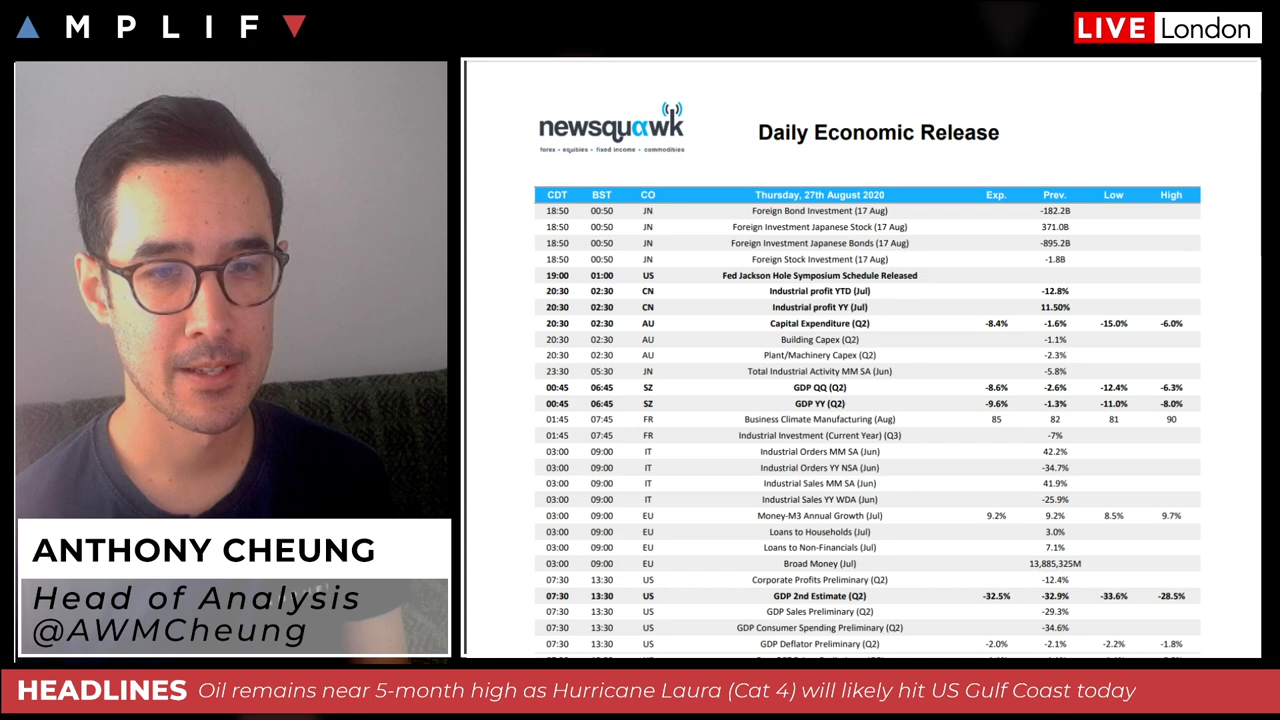 AMPLIFY
LIVE London
newsquawk
forex • equities • fixed income • commodities
Daily Economic Release
CDT BST CO Thursday, 27th August 2020 Exp. Prev. Low High
18:50 00:50 JN Foreign Bond Investment (17 Aug) -182.2B
18:50 00:50 JN Foreign Investment Japanese Stock (17 Aug) 371.0B
18:50 00:50 JN Foreign Investment Japanese Bonds (17 Aug) -895.2B
18:50 00:50 JN Foreign Stock Investment (17 Aug) -1.8B
19:00 01:00 US Fed Jackson Hole Symposium Schedule Released
20:30 02:30 CN Industrial profit YTD (Jul) -12.8%
20:30 02:30 CN Industrial profit YY (Jul) 11.50%
20:30 02:30 AU Capital Expenditure (Q2) -8.4% -1.6% -15.0% -6.0%
20:30 02:30 AU Building Capex (Q2) -1.1%
20:30 02:30 AU Plant/Machinery Capex (Q2) -2.3%
23:30 05:30 JN Total Industrial Activity MM SA (Jun) -5.8%
00:45 06:45 SZ GDP QQ (Q2) -8.6% -2.6% -12.4% -6.3%
00:45 06:45 SZ GDP YY (Q2) -9.6% -1.3% -11.0% -8.0%
01:45 07:45 FR Business Climate Manufacturing (Aug) 85 82 81 90
01:45 07:45 FR Industrial Investment (Current Year) (Q3) -7%
03:00 09:00 IT Industrial Orders MM SA (Jun) 42.2%
03:00 09:00 IT Industrial Orders YY NSA (Jun) -34.7%
03:00 09:00 IT Industrial Sales MM SA (Jun) 41.9%
03:00 09:00 IT Industrial Sales YY WDA (Jun) -25.9%
03:00 09:00 EU Money-M3 Annual Growth (Jul) 9.2% 9.2% 8.5% 9.7%
03:00 09:00 EU Loans to Households (Jul) 3.0%
03:00 09:00 EU Loans to Non-Financials (Jul) 7.1%
03:00 09:00 EU Broad Money (Jul) 13,885,325M
07:30 13:30 US Corporate Profits Preliminary (Q2) -12.4%
07:30 13:30 US GDP 2nd Estimate (Q2) -32.5% -32.9% -33.6% -28.5%
07:30 13:30 US GDP Sales Preliminary (Q2) -29.3%
07:30 13:30 US GDP Consumer Spending Preliminary (Q2) -34.6%
07:30 13:30 US GDP Deflator Preliminary (Q2) -2.0% -2.1% -2.2% -1.8%
ANTHONY CHEUNG
Head of Analysis
@AWMCheung
HEADLINES Oil remains near 5-month high as Hurricane Laura (Cat 4) will likely hit US Gulf Coast today